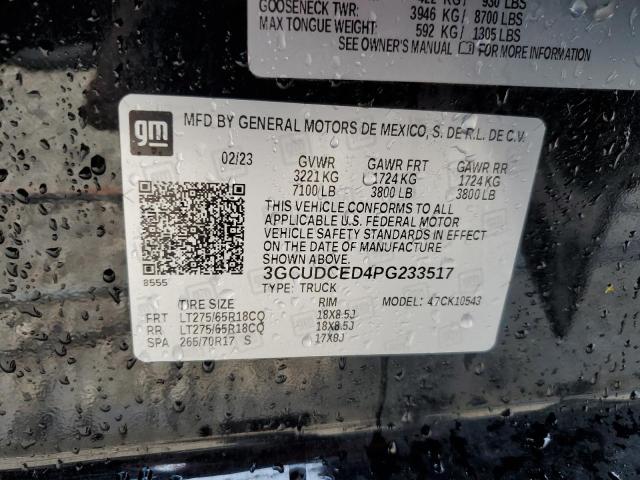 930 LBS
GOOSENECK TWR: 3946 KG / 8700 LBS
MAX TONGUE WEIGHT: 592 KG / 1305 LBS
SEE OWNER'S MANUAL FOR MORE INFORMATION
gm MFD BY GENERAL MOTORS DE MEXICO, S. DE R.L. DE C.V.
02/23 GVWR GAWR FRT GAWR RR
3221 KG 1724 KG 1724 KG
7100 LB 3800 LB 3800 LB
THIS VEHICLE CONFORMS TO ALL
APPLICABLE U.S. FEDERAL MOTOR
VEHICLE SAFETY STANDARDS IN EFFECT
ON THE DATE OF MANUFACTURE
SHOWN ABOVE.
8555 3GCUDCED4PG233517
TYPE: TRUCK
TIRE SIZE RIM MODEL: 4.7CK10543
FRT LT275/65R18CQ 18X8.5J
RR LT275/65R18CQ 18X8.5J
SPA 265/70R17 S 17X8J